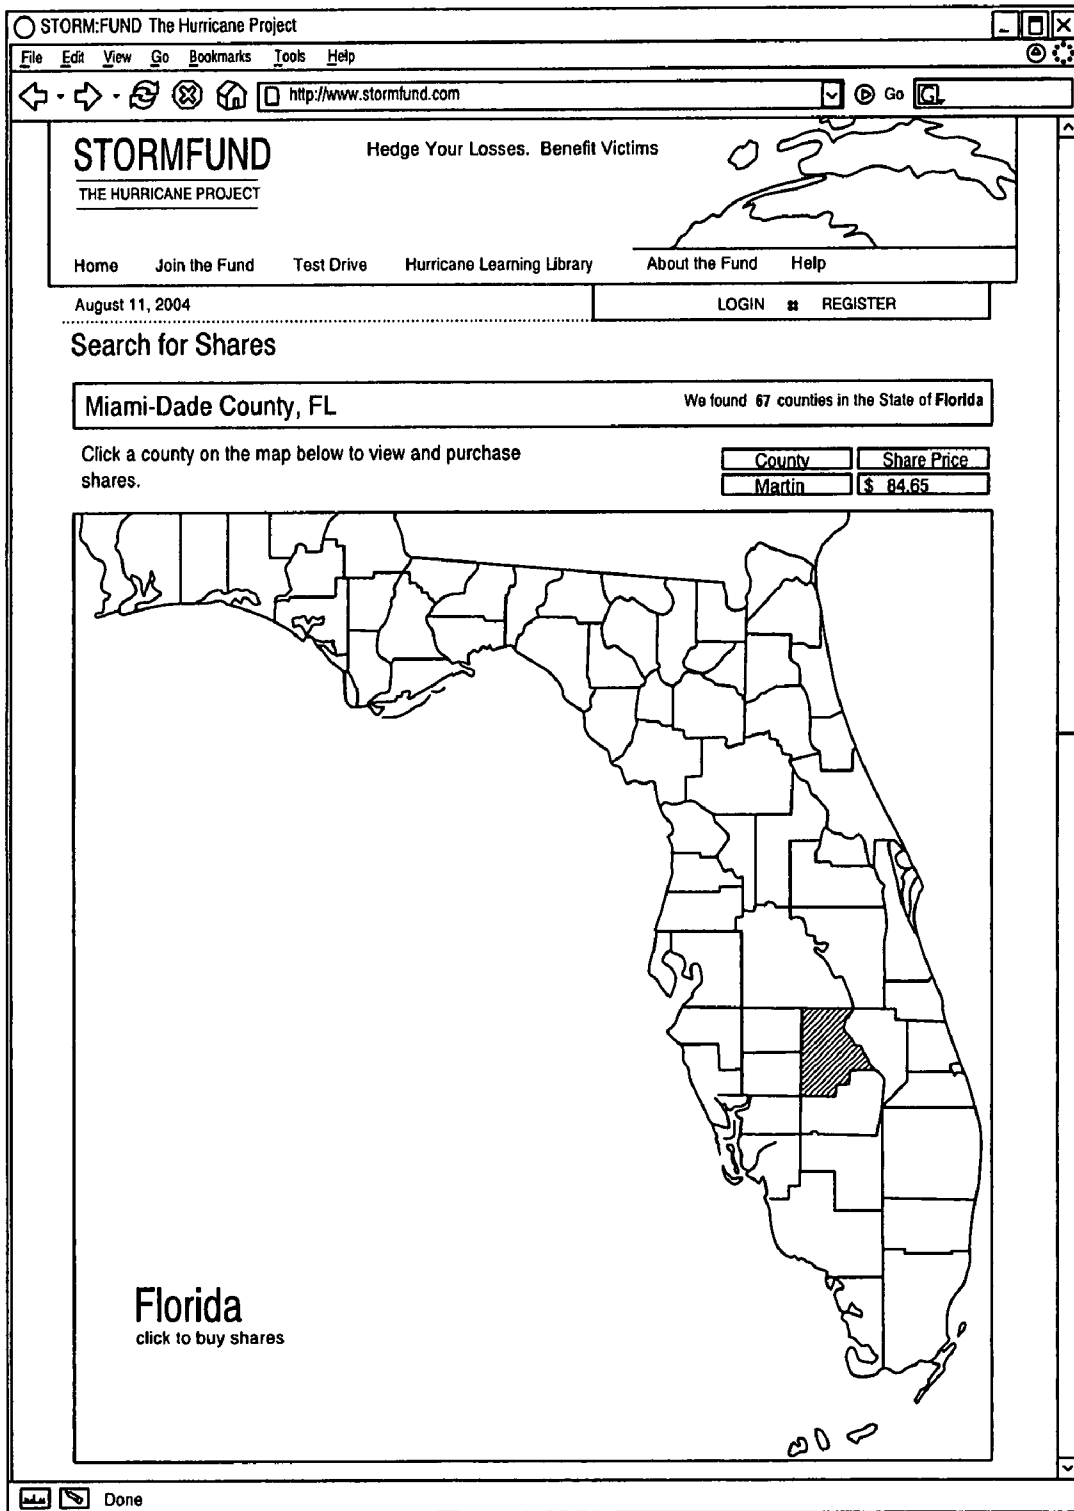 STORM:FUND The Hurricane Project
File Edit View Go Bookmarks Tools Help
http://www.stormfund.com Go G
STORMFUND
THE HURRICANE PROJECT
Hedge Your Losses. Benefit Victims
Home Join the Fund Test Drive Hurricane Learning Library About the Fund Help
August 11, 2004
LOGIN :: REGISTER
Search for Shares
Miami-Dade County, FL
We found 67 counties in the State of Florida
Click a county on the map below to view and purchase
shares.
County Share Price
Martin $ 84.65
Florida
click to buy shares
Done